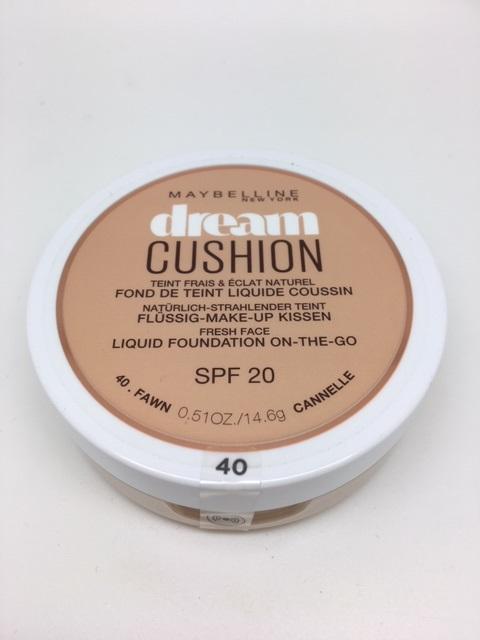 MAYBELLINE
NEW YORK
dream
CUSHION
TEINT FRAIS & ÉCLAT NATUREL
FOND DE TEINT LIQUIDE COUSSIN
NATÜRLICH-STRAHLENDER TEINT
FLÜSSIG-MAKE-UP KISSEN
FRESH FACE
LIQUID FOUNDATION ON-THE-GO
SPF 20
40. FAWN 0.51OZ./14.6g CANNELLE
40